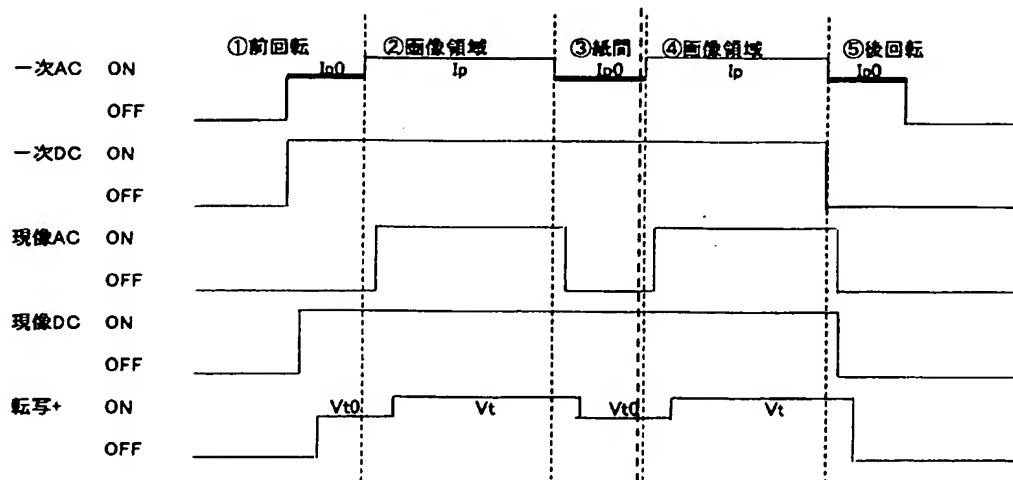 ①前回転 ②画像領域 ③紙間 ④画像領域 ⑤後回転
一次AC ON Ip0 Ip Ip0 Ip Ip0
OFF
一次DC ON
OFF
現像AC ON
OFF
現像DC ON
OFF
転写+ ON Vt0 Vt Vt0 Vt
OFF